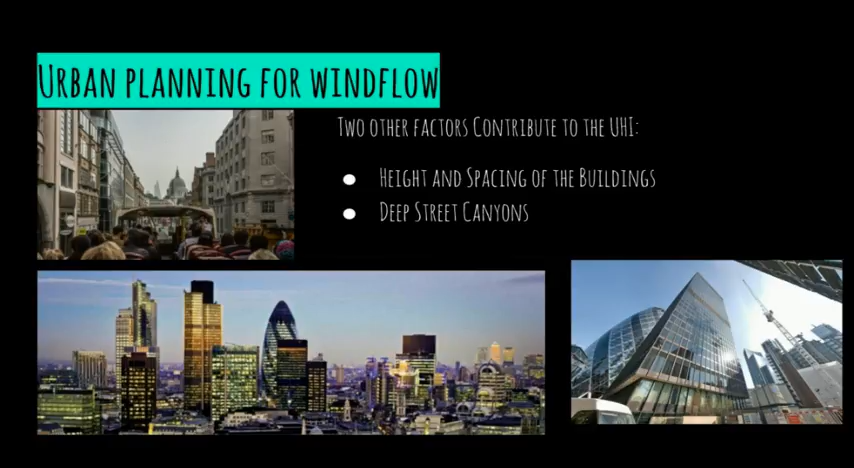 Urban planning for windflow
Two other factors Contribute to the UHI:
● Height and Spacing of the Buildings
● Deep Street Canyons